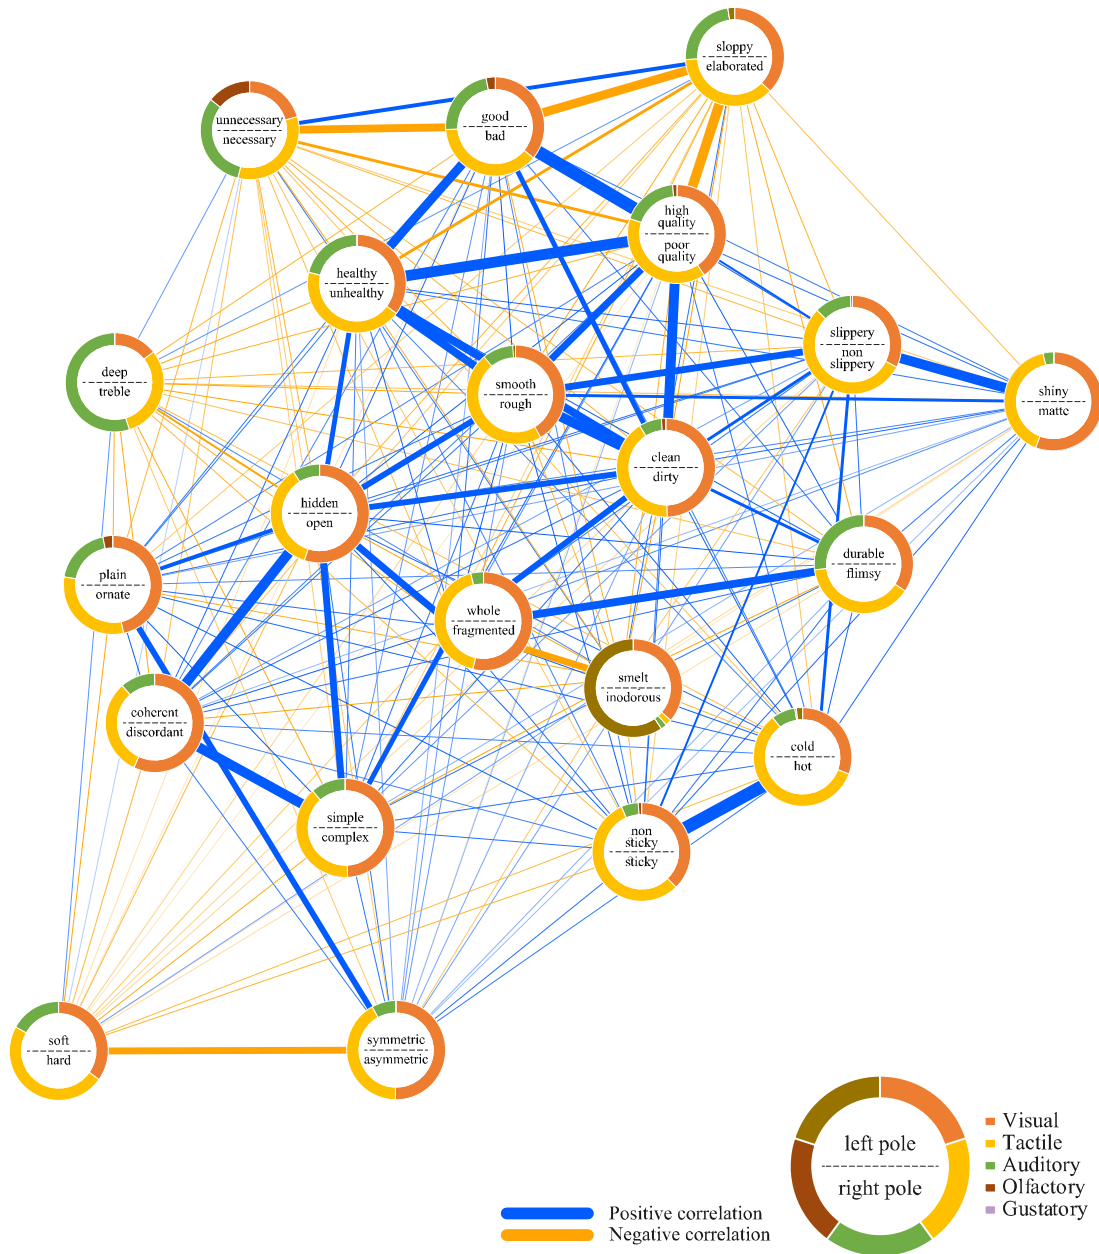 sloppy
elaborated
unnecessary
necessary
good
bad
high
quality
poor
quality
healthy
unhealthy
slippery
non
slippery
deep
treble
smooth
rough
shiny
matte
clean
dirty
hidden
open
durable
flimsy
plain
ornate
whole
fragmented
smelt
inodorous
coherent
discordant
cold
hot
simple
complex
non
sticky
sticky
soft
hard
symmetric
asymmetric
left pole
right pole
Visual
Tactile
Auditory
Olfactory
Gustatory
Positive correlation
Negative correlation